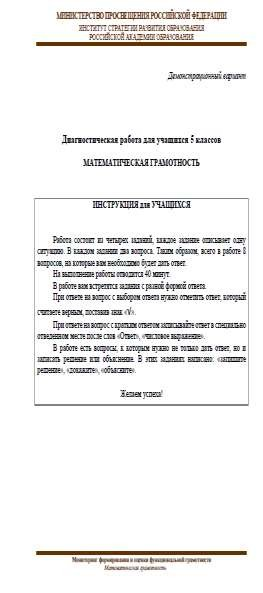 МИНИСТЕРСТВО ПРОСВЕЩЕНИЯ РОССИЙСКОЙ ФЕДЕРАЦИИ
ИНСТИТУТ СТРАТЕГИИ РАЗВИТИЯ ОБРАЗОВАНИЯ
РОССИЙСКОЙ АКАДЕМИИ ОБРАЗОВАНИЯ
Демонстрационный вариант
Диагностическая работа для учащихся 5 классов
МАТЕМАТИЧЕСКАЯ ГРАМОТНОСТЬ
ИНСТРУКЦИЯ для УЧАЩИХСЯ
Работа состоит из четырех заданий, каждое задание описывает одну
ситуацию. В каждом задании два вопроса. Таким образом, всего в работе 8
вопросов, на которые вам необходимо будет дать ответ.
На выполнение работы отводится 40 минут.
В работе вам встретятся задания с разной формой ответа.
При ответе на вопрос с выбором ответа нужно отметить ответ, который
считаете верным, поставив знак «V».
При ответе на вопрос с кратким ответом записывайте ответ в специально
отведенном месте после слов «Ответ», «числовое выражение».
В работе есть вопросы, к которым нужно не только дать ответ, но и
записать решение или объяснение. В этих заданиях написано: «запишите
решение», «докажите», «объясните».
Желаем успеха!
Мониторинг формирования и оценки функциональной грамотности
Математическая грамотность